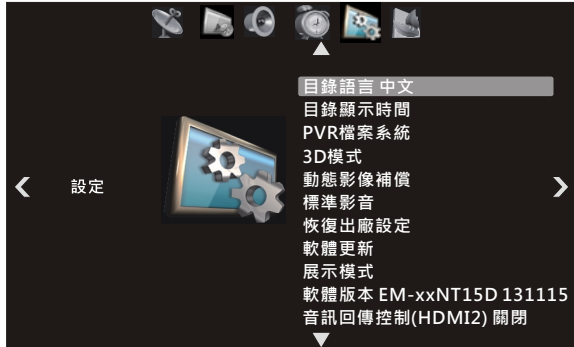 設定
目錄語言 中文
目錄顯示時間
PVR檔案系統
3D模式
動態影像補償
標準影音
恢復出廠設定
軟體更新
展示模式
軟體版本 EM-xxNT15D 131115
音訊回傳控制(HDMI2) 關閉